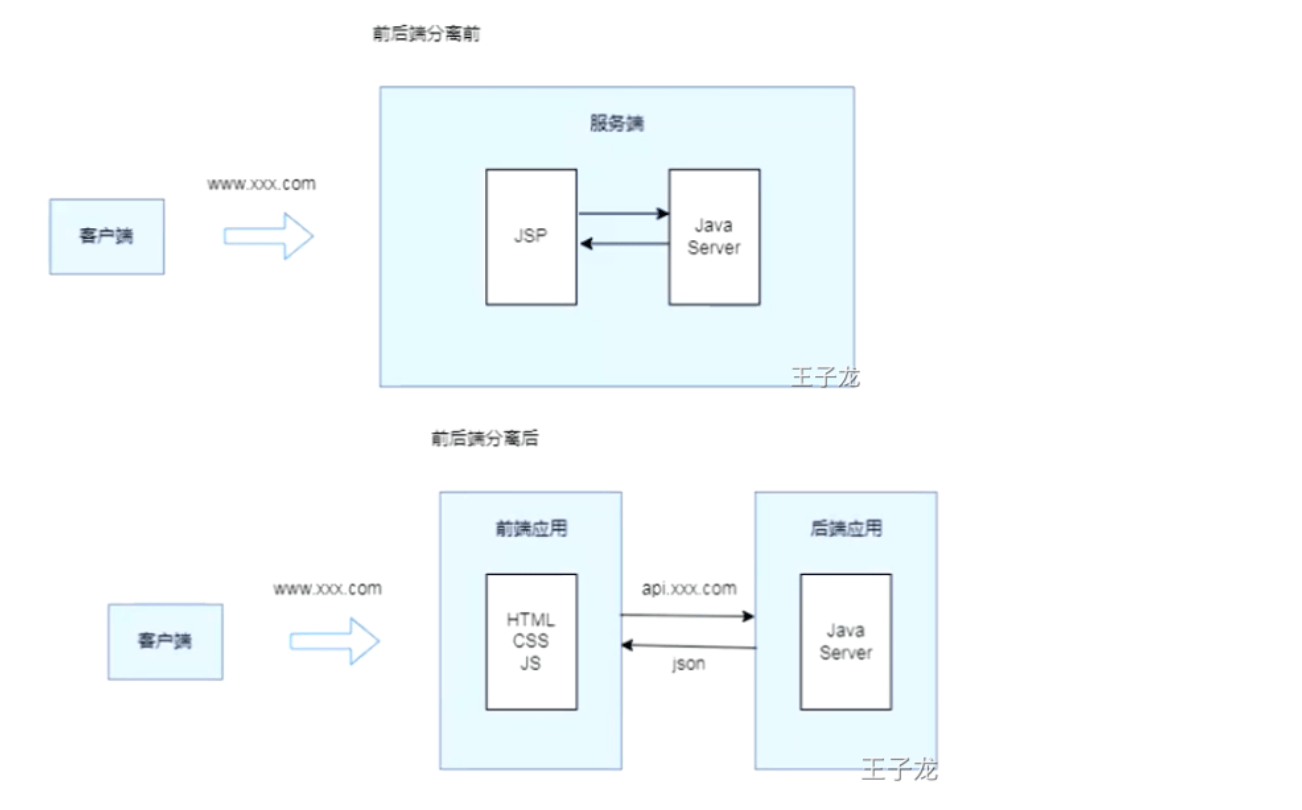 前后端分离前
服务端
www.xxx.com
客户端
JSP
Java
Server
王子龙
前后端分离后
前端应用
后端应用
www.xxx.com
api.xxx.com
客户端
HTML
CSS
JS
Java
Server
json
王子龙